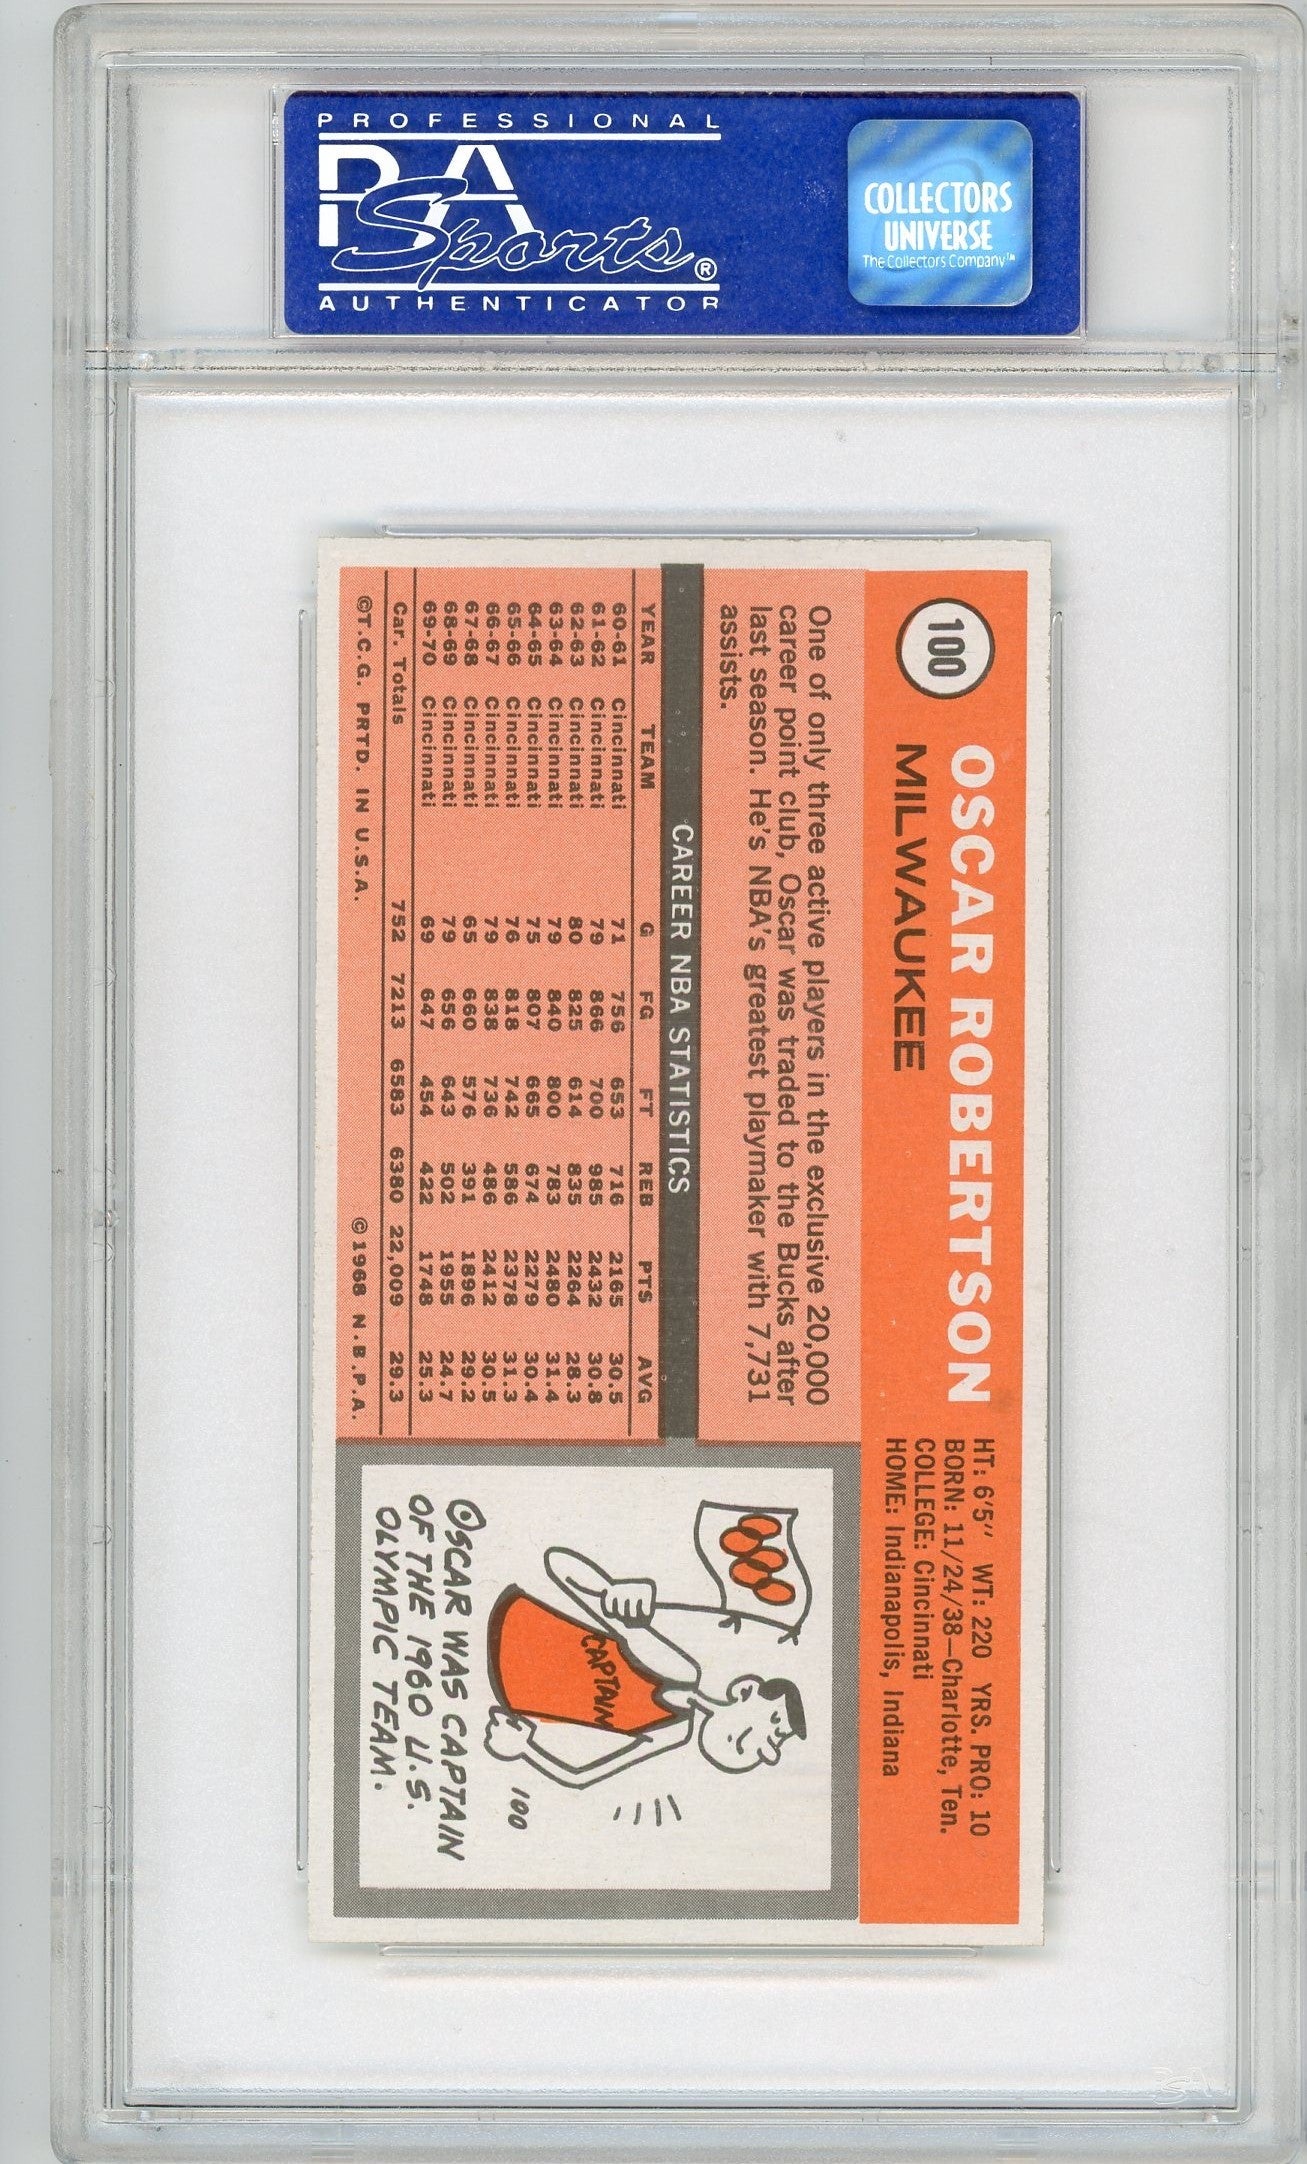 PROFESSIONAL
PSA
Sports®
AUTHENTICATOR
COLLECTORS
UNIVERSE
The Collectors Company™
100
OSCAR ROBERTSON
MILWAUKEE
HT: 6'5" WT: 220 YRS. PRO: 10
BORN: 11/24/38—Charlotte, Ten.
COLLEGE: Cincinnati
HOME: Indianapolis, Indiana
One of only three active players in the exclusive 20,000
career point club, Oscar was traded to the Bucks after
last season. He's NBA's greatest playmaker with 7,731
assists.
CAREER NBA STATISTICS
YEAR TEAM G FG FT REB PTS AVG
60-61 Cincinnati 71 756 653 716 2165 30.5
61-62 Cincinnati 79 866 700 985 2432 30.8
62-63 Cincinnati 80 825 614 835 2264 28.3
63-64 Cincinnati 79 840 800 783 2480 31.4
64-65 Cincinnati 75 807 665 674 2279 30.4
65-66 Cincinnati 76 818 742 586 2378 31.3
66-67 Cincinnati 79 838 736 486 2412 30.5
67-68 Cincinnati 65 660 576 391 1896 29.2
68-69 Cincinnati 79 656 643 502 1955 24.7
69-70 Cincinnati 69 647 454 422 1748 25.3
Car. Totals 752 7213 6583 6380 22,009 29.3
©T.C.G. PRTD. IN U.S.A. ©1968 N.B.P.A.
CAPTAIN
100
OSCAR WAS CAPTAIN
OF THE 1960 U.S.
OLYMPIC TEAM.
PSA